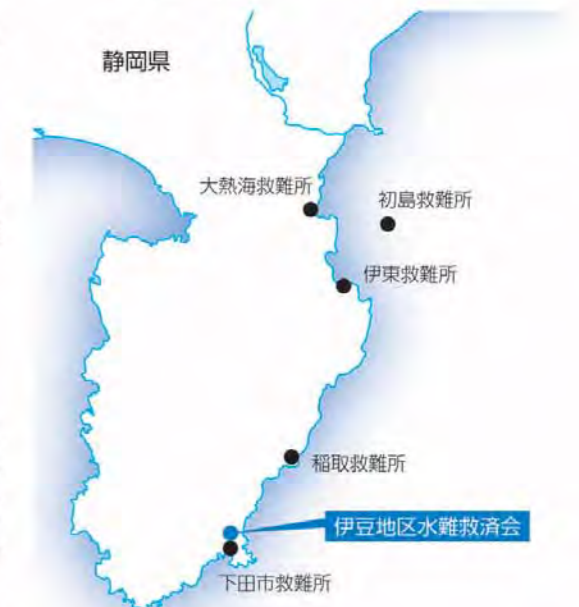 静岡県
大熱海救難所
初島救難所
伊東救難所
稲取救難所
伊豆地区水難救済会
下田市救難所